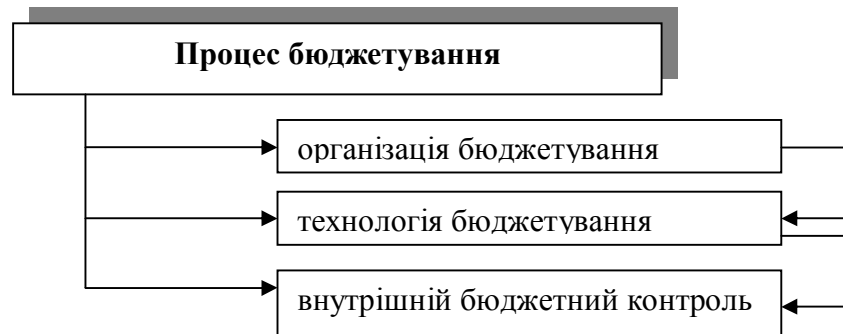 Процес бюджетування
організація бюджетування
технологія бюджетування
внутрішній бюджетний контроль